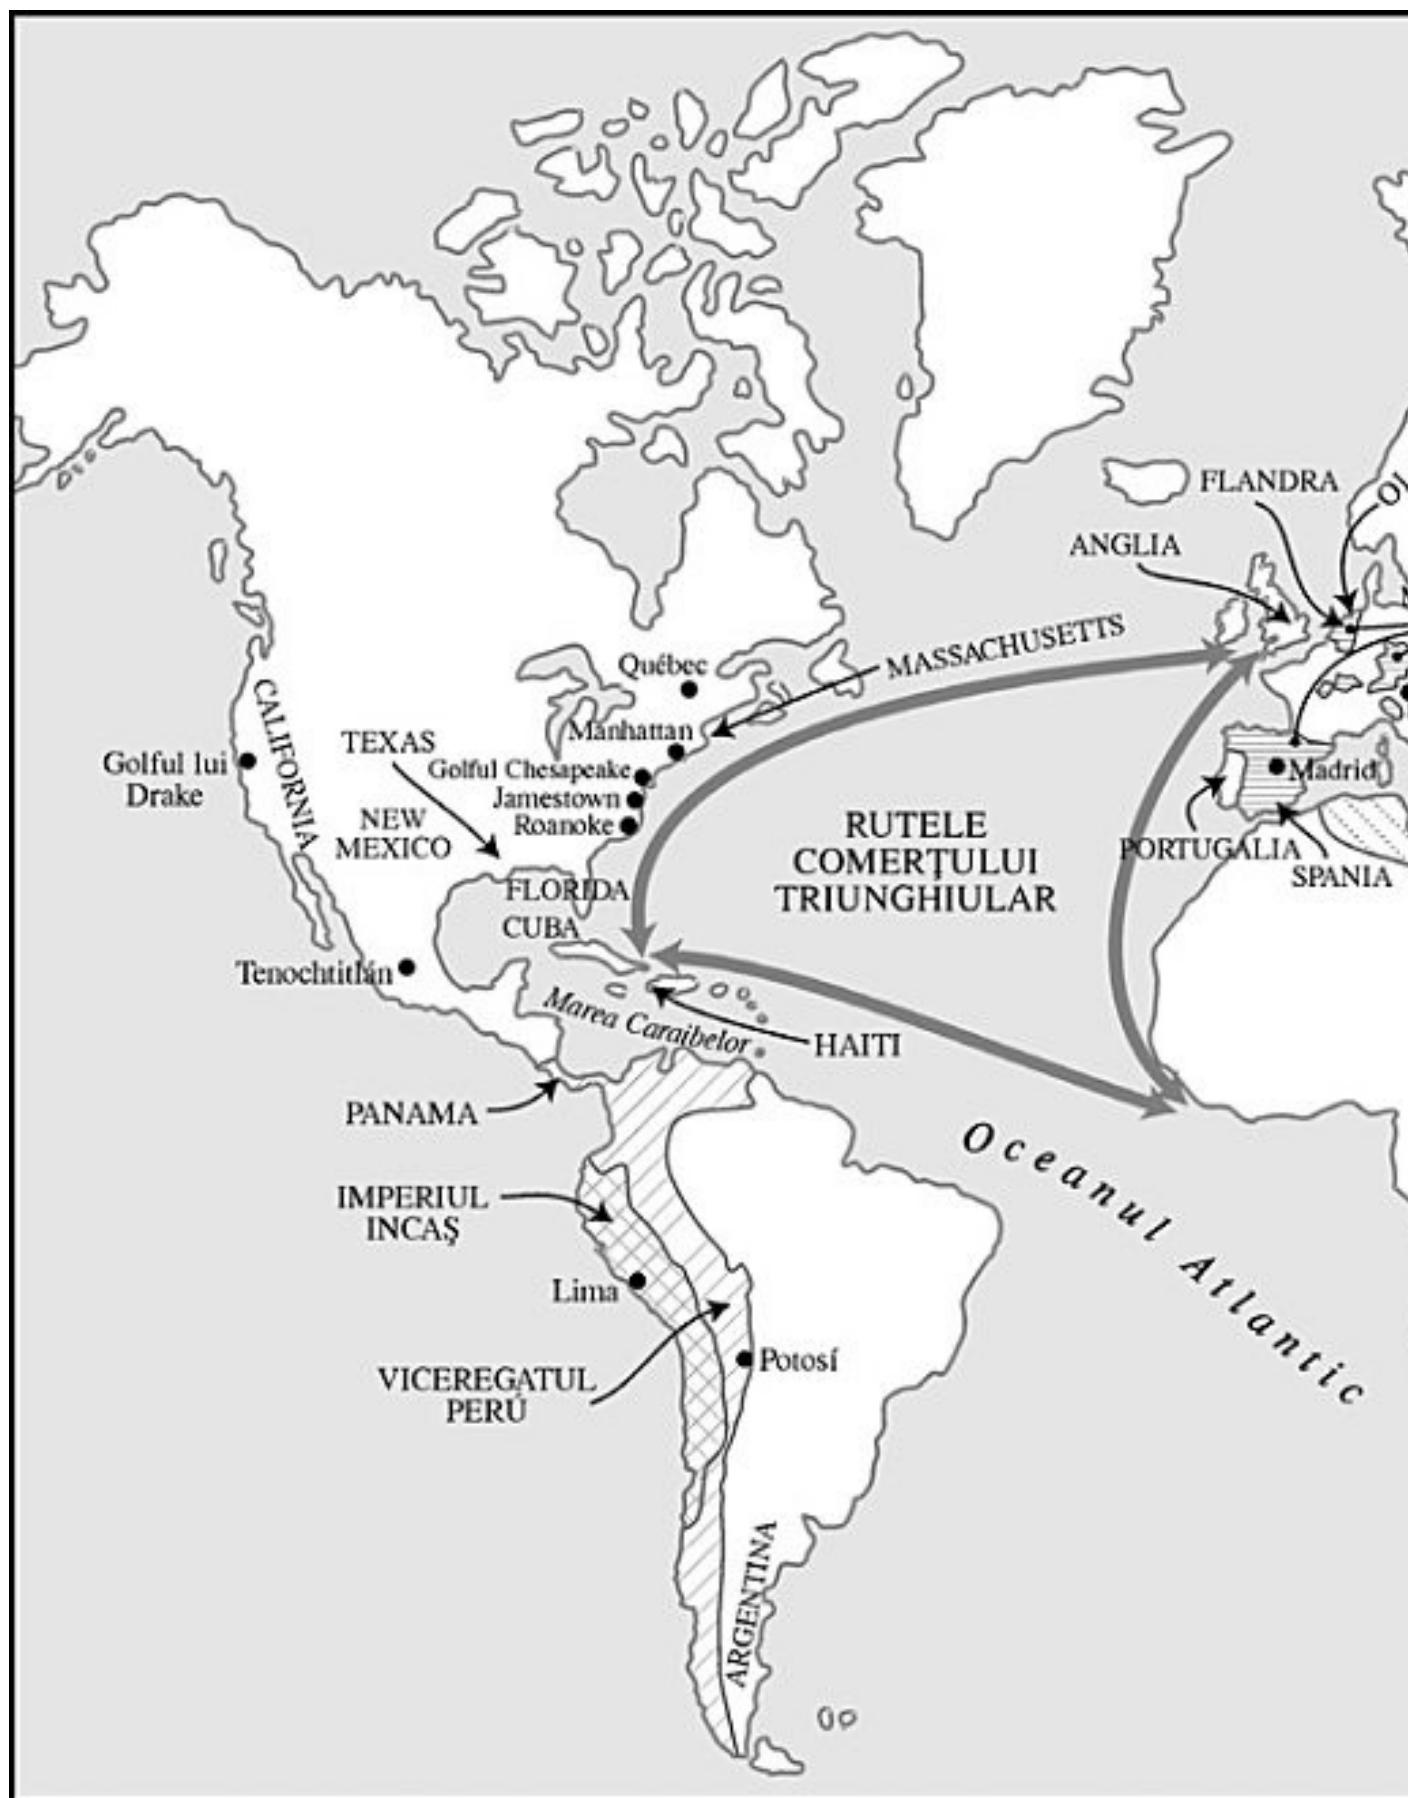 FLANDRA
ANGLIA
MASSACHUSETTS
Québec
Manhattan
TEXAS
CALIFORNIA
Golful lui
Drake
Golful Chesapeake
Jamestown
Roanoke
NEW
MEXICO
Madrid
RUTELE
COMERȚULUI
TRIUNGHIULAR
PORTUGALIA
SPANIA
FLORIDA
CUBA
Tenochtitlán
Marea Caraibelor
HAITI
PANAMA
Oceanul Atlantic
IMPERIUL
INCAȘ
Lima
Potosí
VICEREGATUL
PERÚ
ARGENTINA